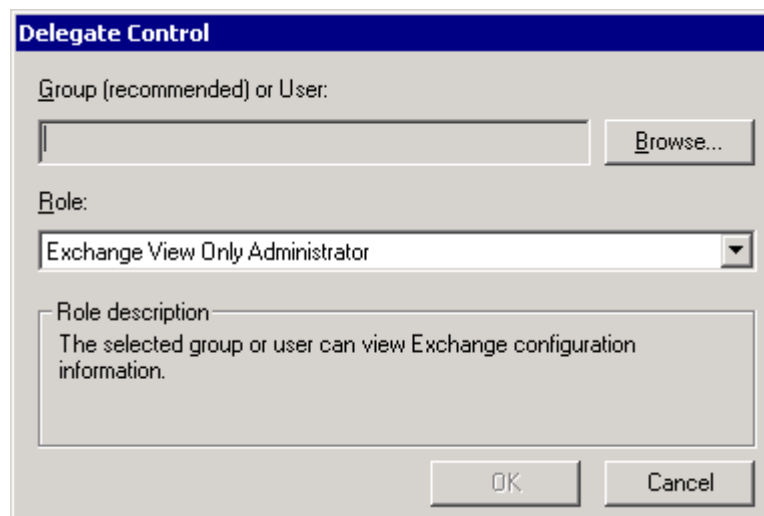 Delegate Control
Group (recommended) or User:
Browse...
Role:
Exchange View Only Administrator
Role description
The selected group or user can view Exchange configuration
information.
OK
Cancel